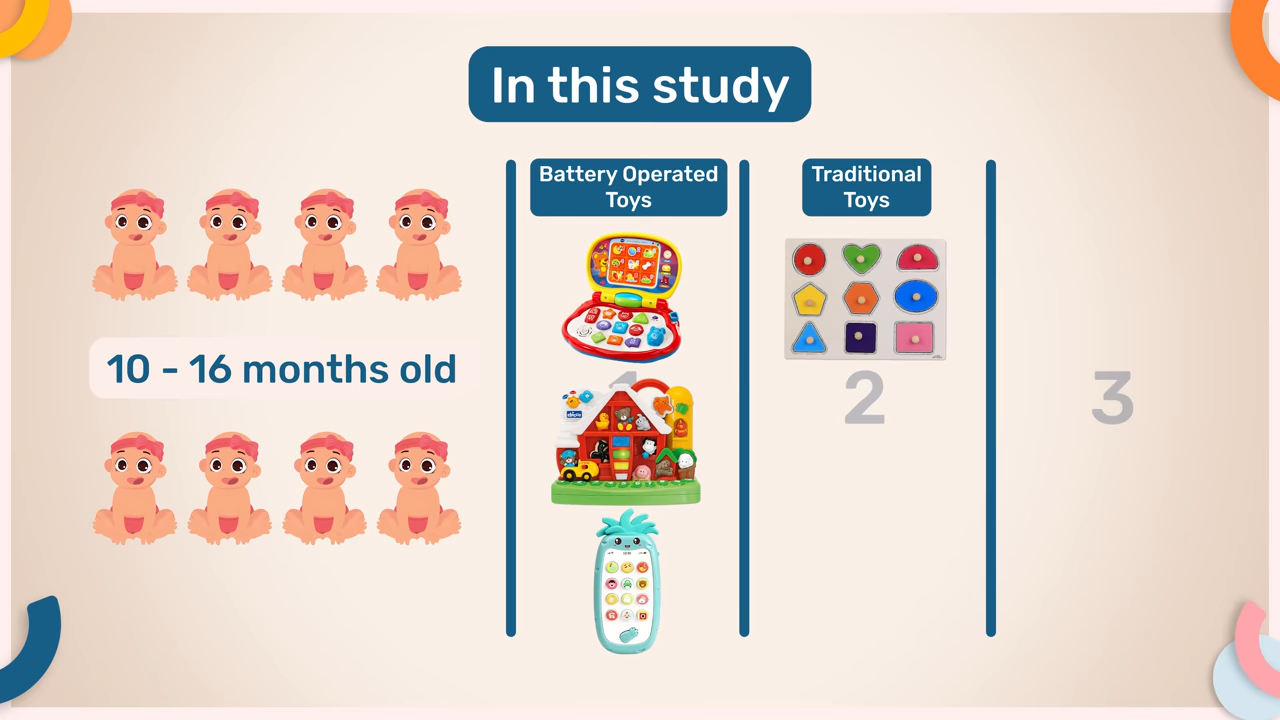 In this study
Battery Operated
Toys
Traditional
Toys
10 - 16 months old
2
3